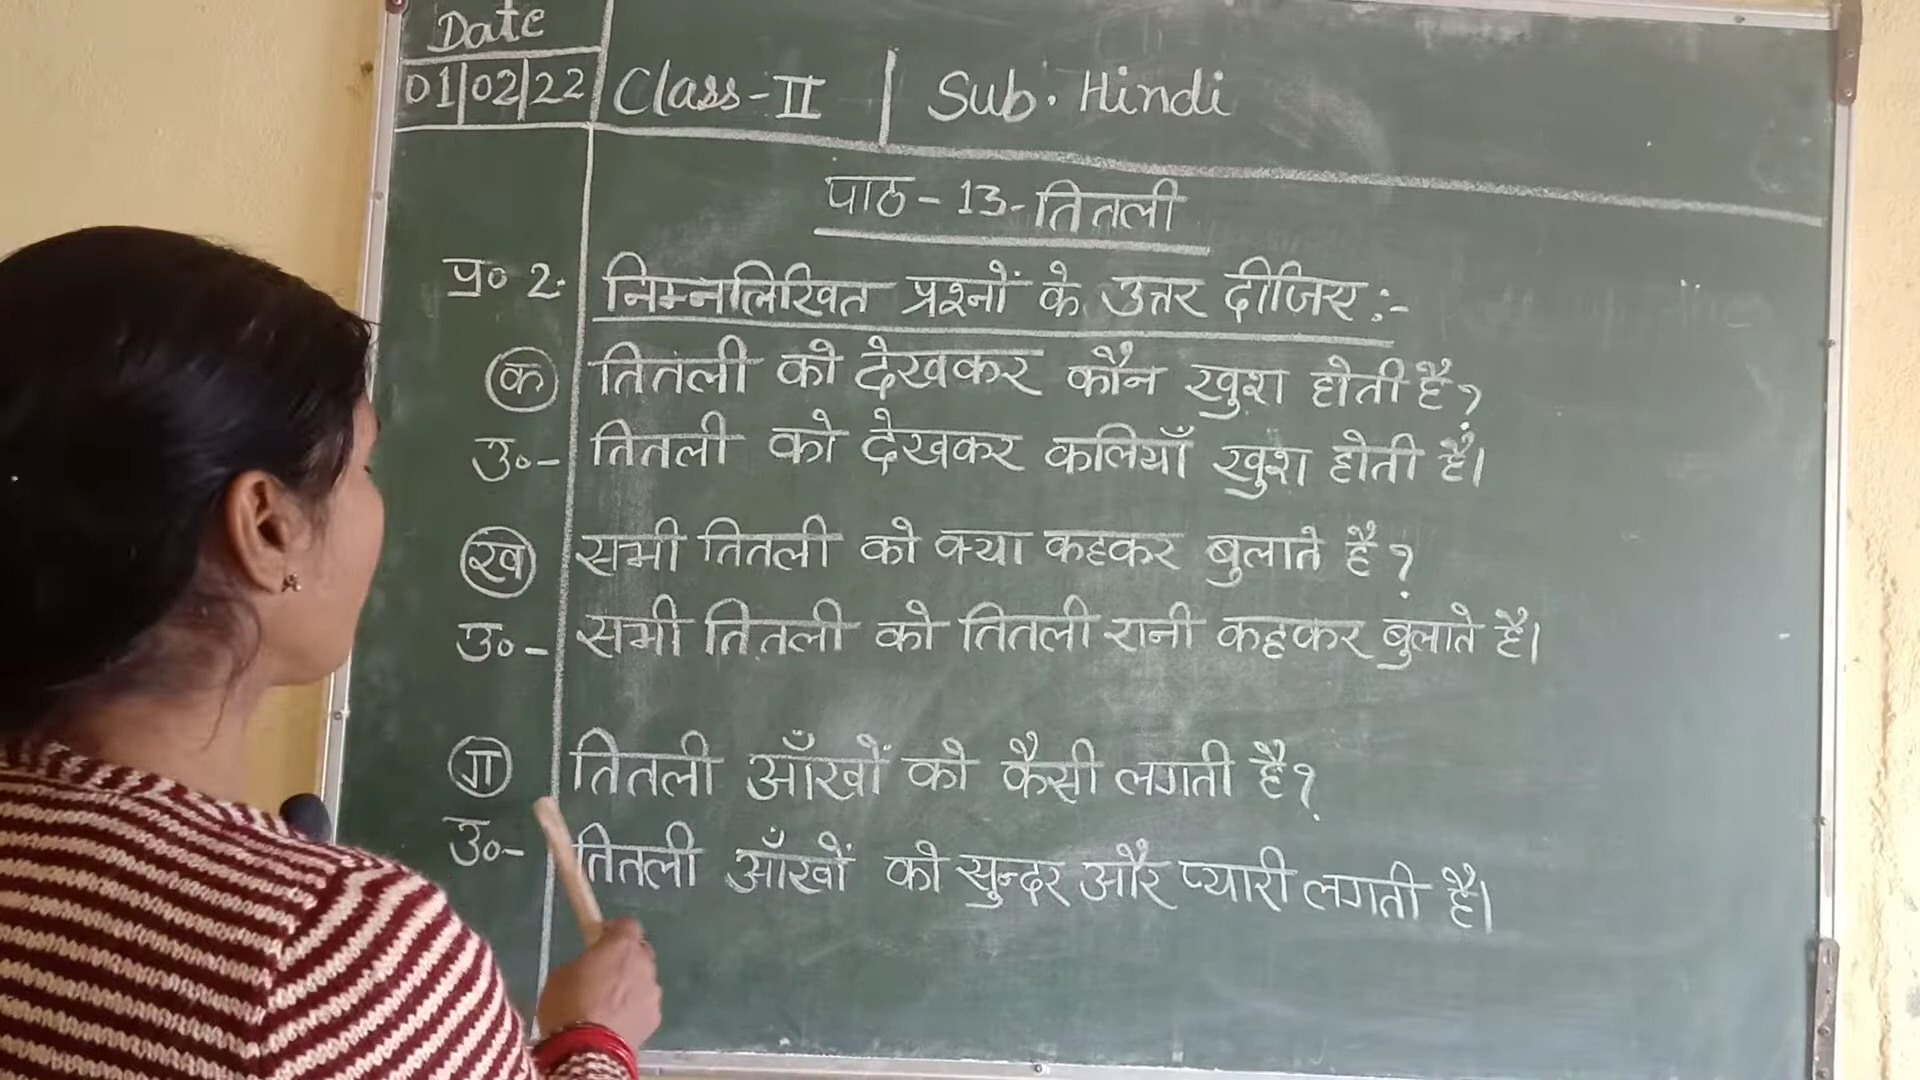 Date
01/02/22 Class-II | Sub. Hindi
पाठ - 13 - तितली
प्र० 2. निम्नलिखित प्रश्नों के उत्तर दीजिए :-
(क) तितली को देखकर कौन खुश होती है?
उ०- तितली को देखकर कलियाँ खुश होती है।
(ख) सभी तितली को क्या कहकर बुलाते है?
उ०- सभी तितली को तितली रानी कहकर बुलाते है।
(ग) तितली आँखों को कैसी लगती है?
उ०- तितली आँखों को सुन्दर और प्यारी लगती है।